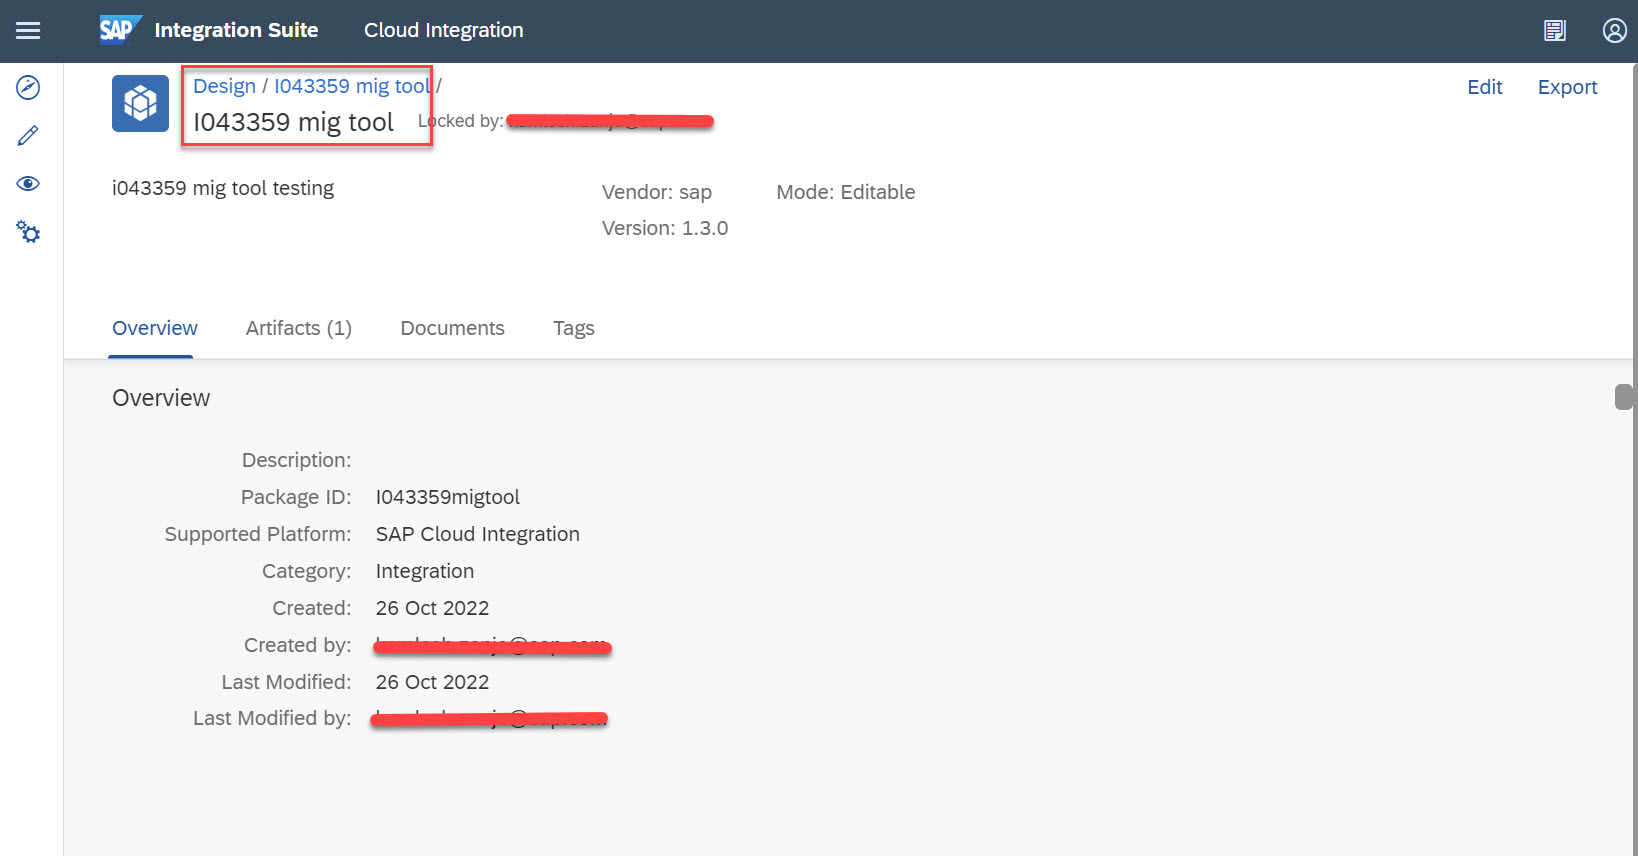 SAP Integration Suite Cloud Integration
Design / I043359 mig tool /
I043359 mig tool Locked by:
Edit Export
i043359 mig tool testing
Vendor: sap Mode: Editable
Version: 1.3.0
Overview Artifacts (1) Documents Tags
Overview
Description:
Package ID: I043359migtool
Supported Platform: SAP Cloud Integration
Category: Integration
Created: 26 Oct 2022
Created by:
Last Modified: 26 Oct 2022
Last Modified by: